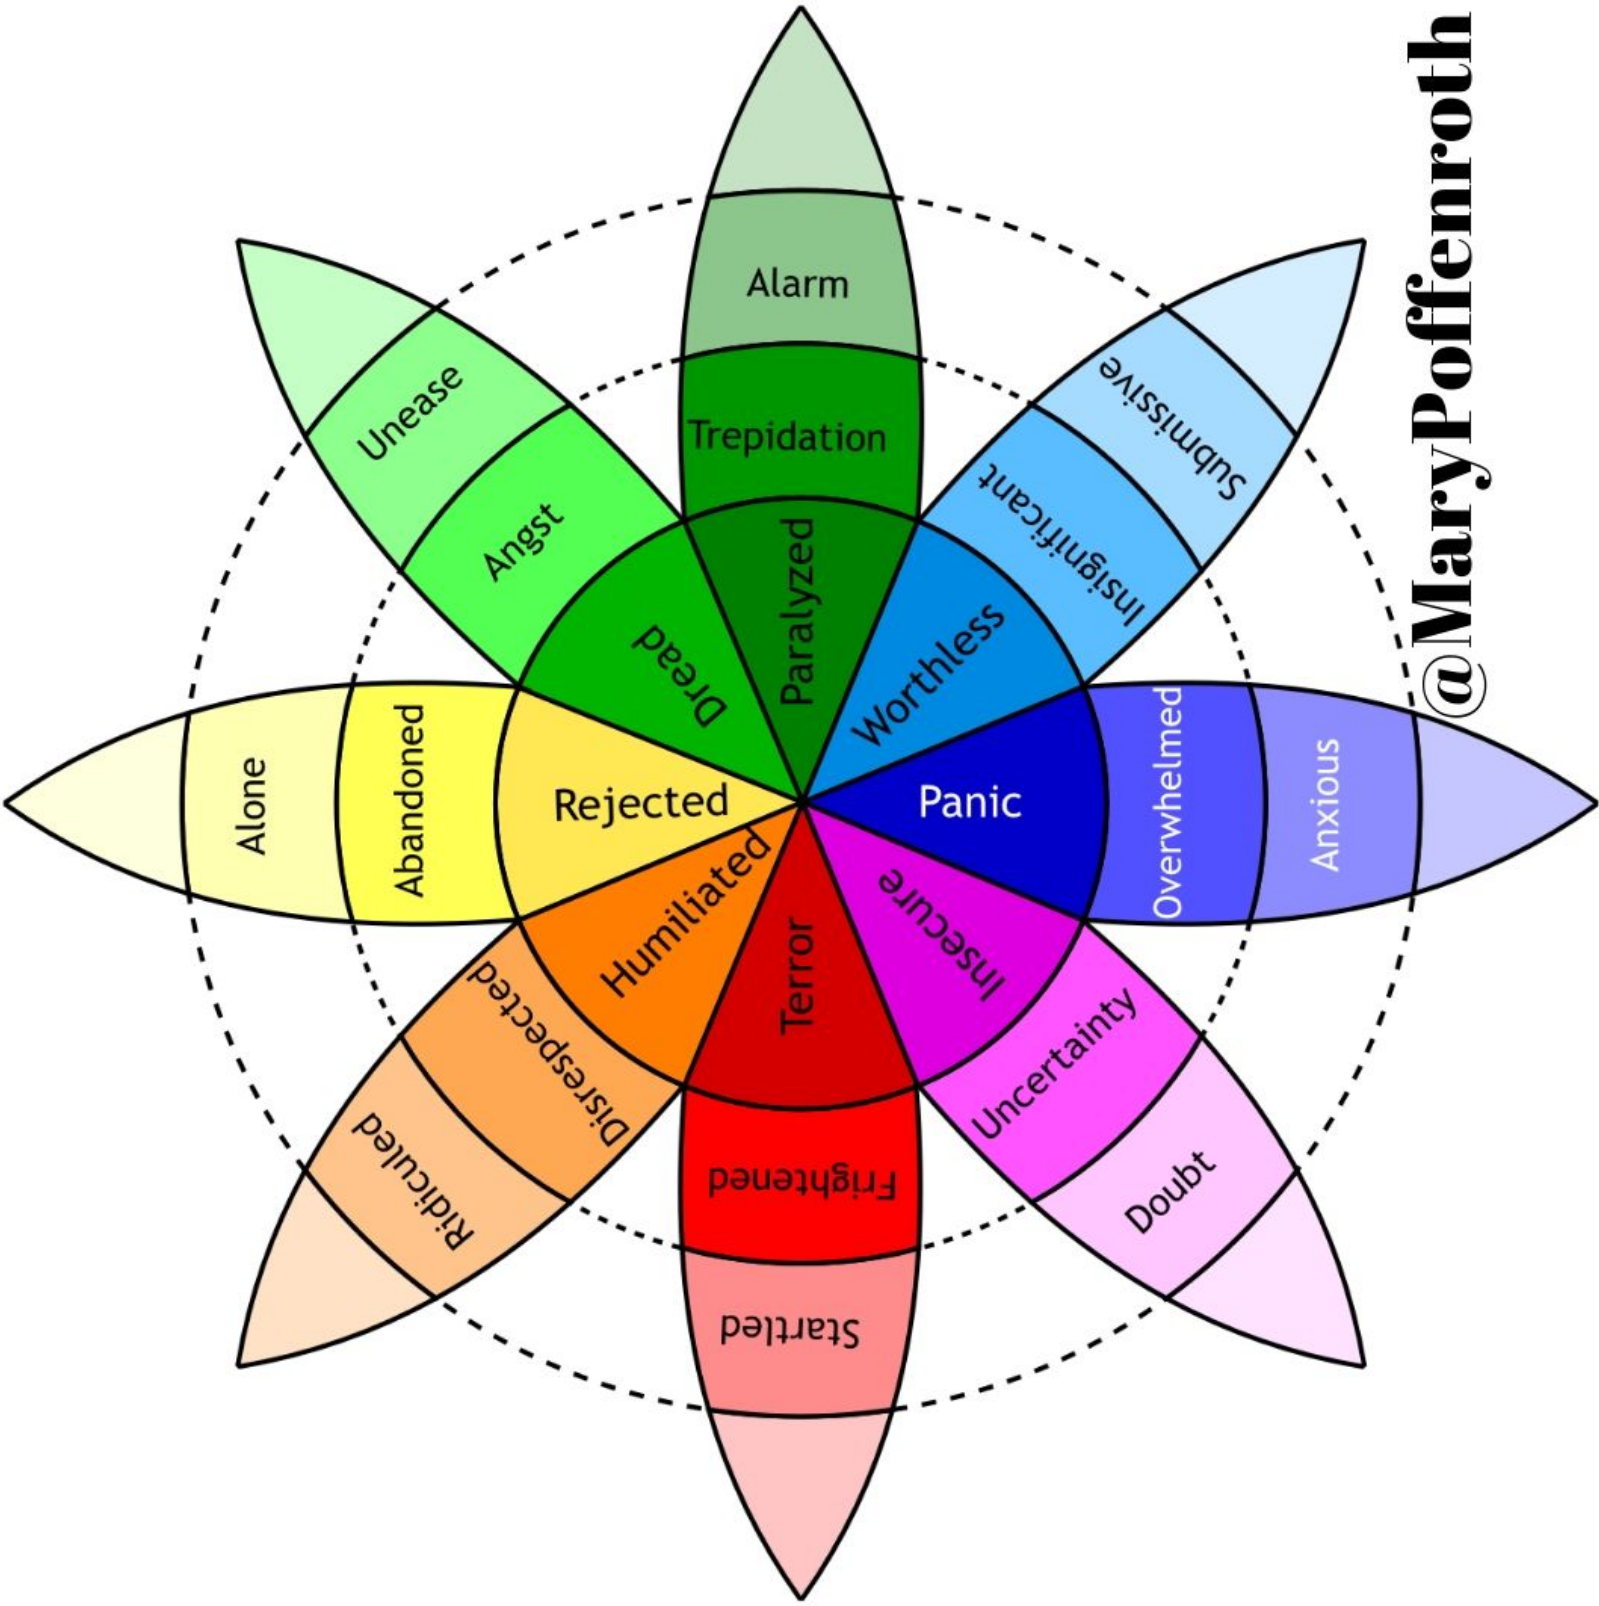 Alarm
Trepidation
Paralyzed
Submissive
Insignificant
Worthless
Anxious
Overwhelmed
Panic
Doubt
Uncertainty
Insecure
Startled
Frightened
Terror
Ridiculed
Disrespected
Humiliated
Alone
Abandoned
Rejected
Unease
Angst
Dread
@MaryPoffenroth